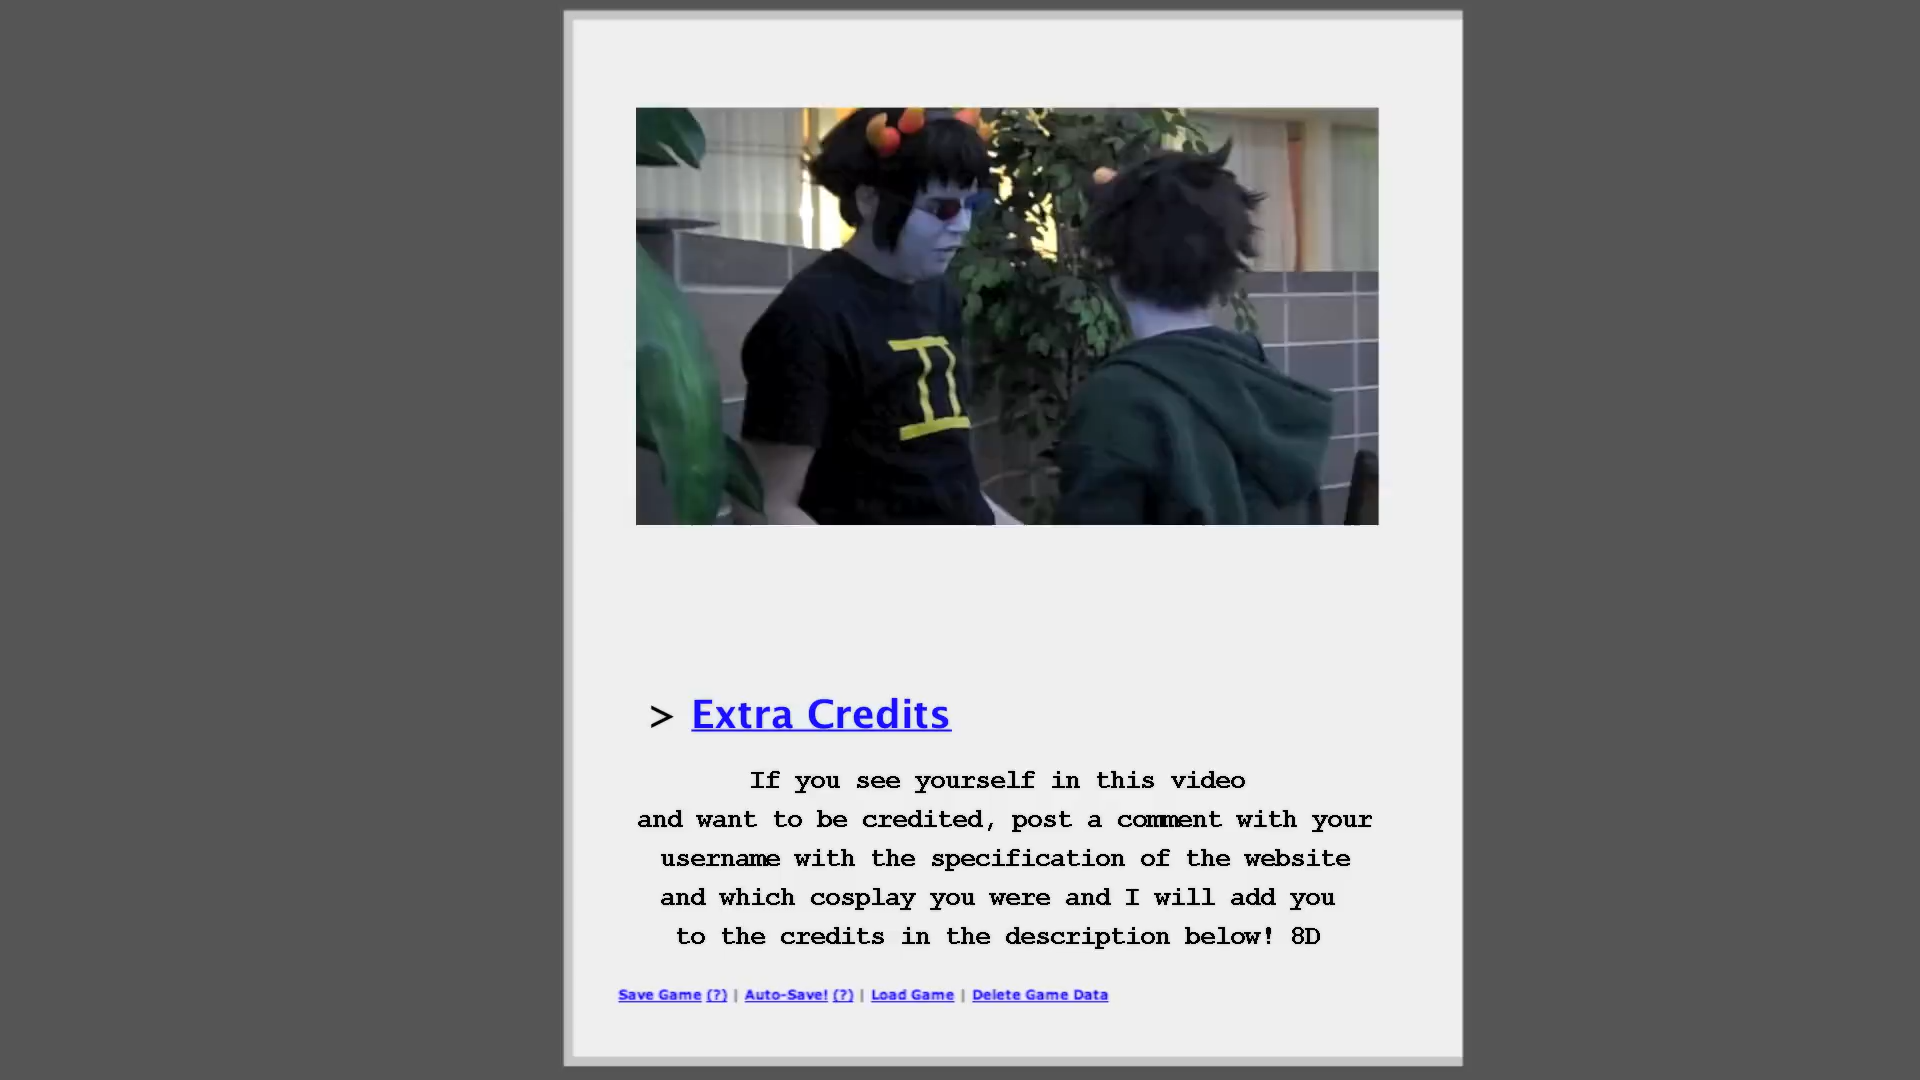 > Extra Credits
If you see yourself in this video
and want to be credited, post a comment with your
username with the specification of the website
and which cosplay you were and I will add you
to the credits in the description below! 8D
Save Game (?) | Auto-Save! (?) | Load Game | Delete Game Data